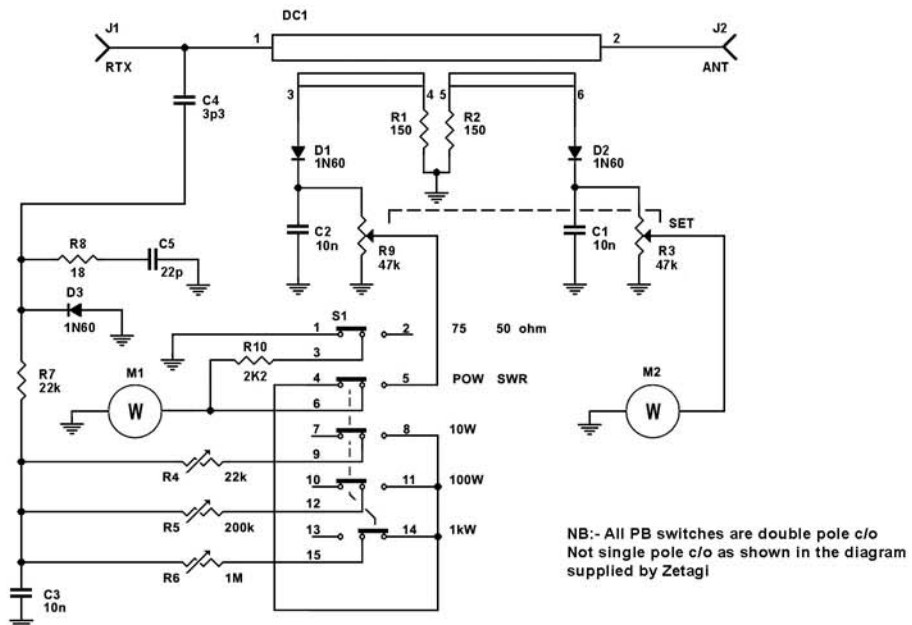 DC1
J1
1
2
J2
RTX
ANT
C4
3p3
3
4
5
6
R1
150
R2
150
D1
1N60
D2
1N60
C2
10n
R9
47k
C1
10n
SET
R3
47k
R8
18
C5
22p
D3
1N60
R7
22k
S1
1
2
75 50 ohm
R10
2K2
3
M1
W
4
5
POW SWR
6
M2
W
7
8
10W
9
R4
22k
10
11
100W
12
R5
200k
13
14
1kW
15
R6
1M
C3
10n
NB:- All PB switches are double pole c/o
Not single pole c/o as shown in the diagram
supplied by Zetagi